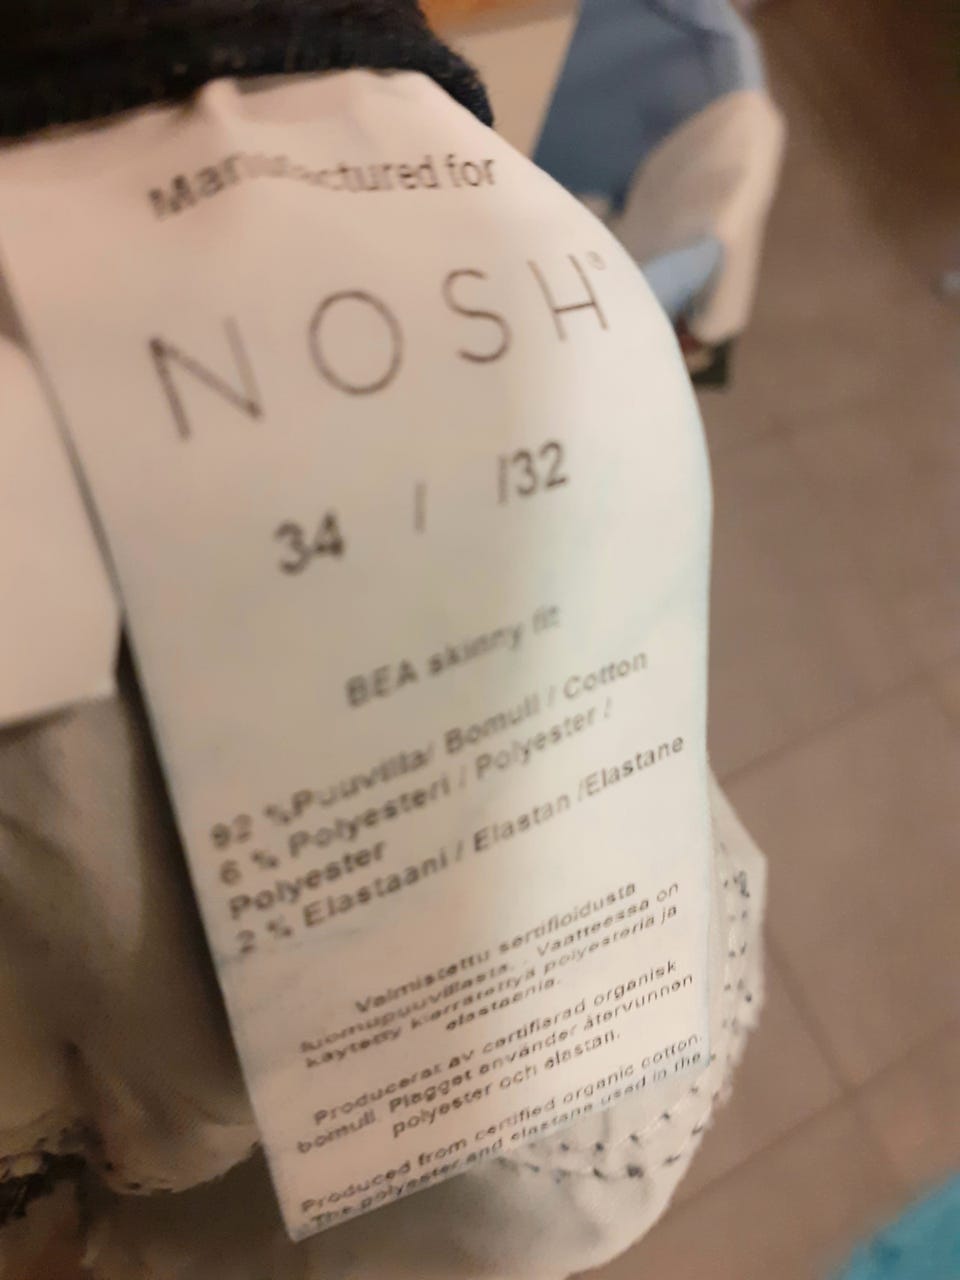 Manufactured for
NOSH®
34 / /32
BEA skinny fit
92 %Puuvilla/ Bomull / Cotton
6 % Polyesteri / Polyester /
Polyester
2 % Elastaani / Elastan /Elastane
Valmistettu sertifioidusta
luomupuuvillasta. Vaatteessa on
käytetty kierrätettyä polyesteria ja
elastaania.
Producerat av certifierad organisk
bomull. Plagget använder återvunnen
polyester och elastan.
Produced from certified organic cotton.
The polyester and elastane used in the